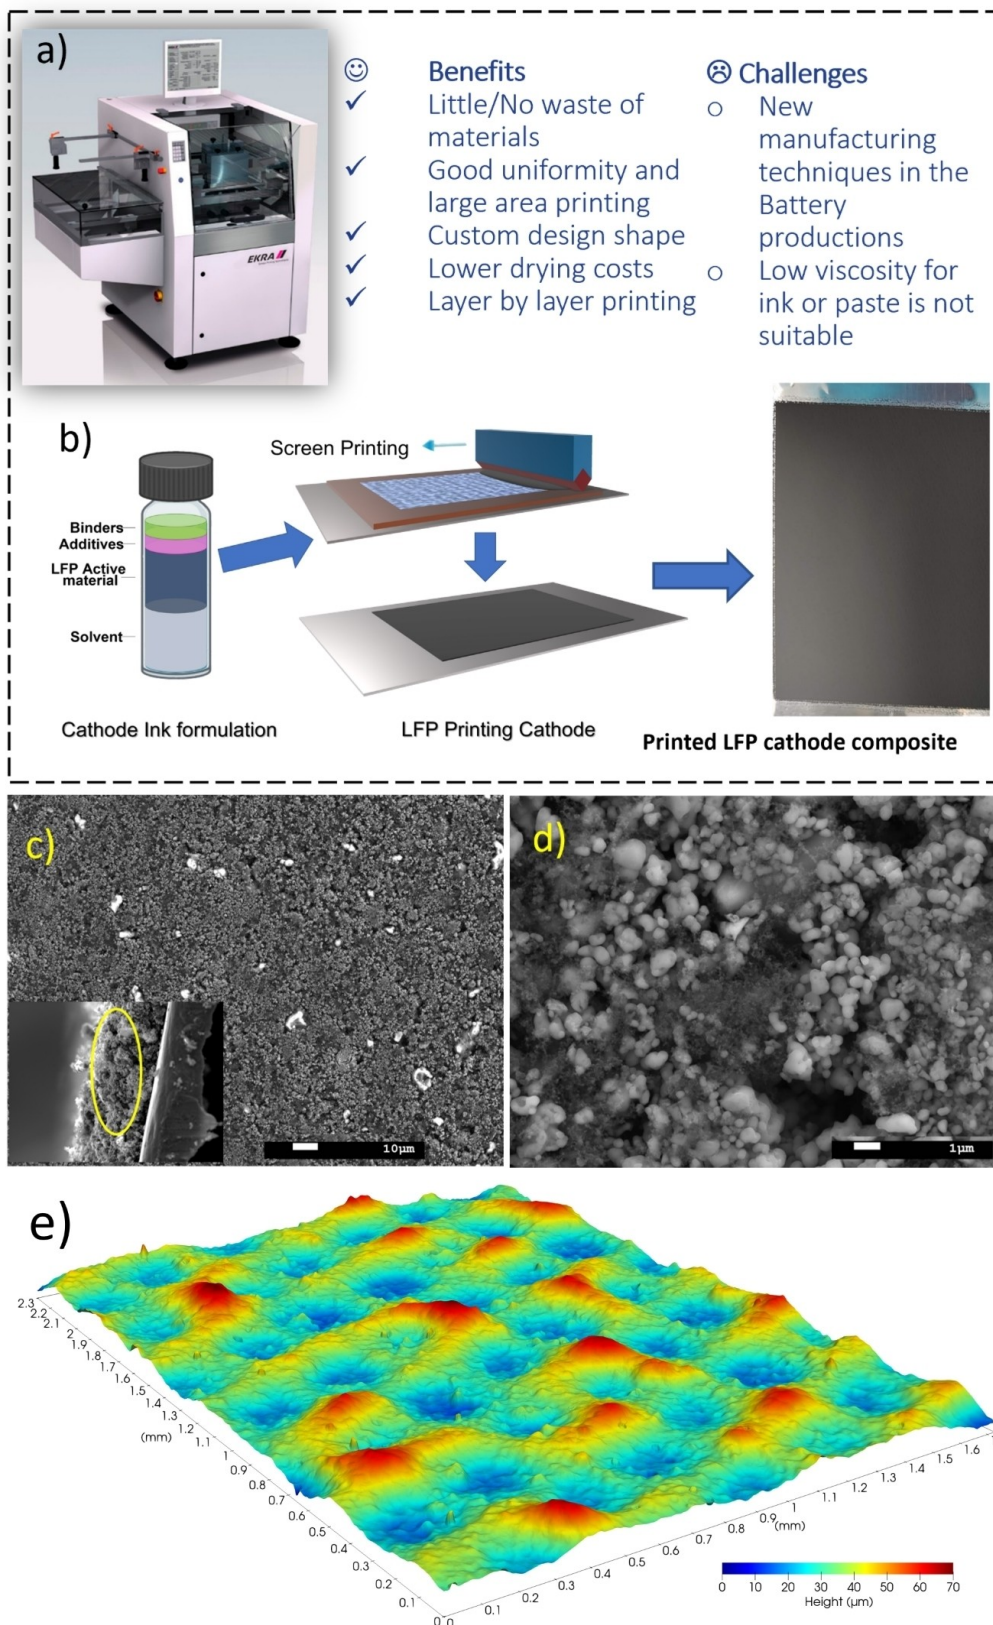 a)
☹ Challenges
☺ Benefits
✓ Little/No waste of
materials
✓ Good uniformity and
large area printing
✓ Custom design shape
✓ Lower drying costs
✓ Layer by layer printing
○ New
manufacturing
techniques in the
Battery
productions
○ Low viscosity for
ink or paste is not
suitable
EKRA
b)
Screen Printing
Binders
Additives
LFP Active
material
Solvent
Cathode Ink formulation
LFP Printing Cathode
Printed LFP cathode composite
c)
10µm
d)
1µm
e)
2.3
2.2
2.1
2
1.9
1.8
1.7
1.6
1.5
1.4
1.3
1.2
1.1
1
0.9
0.8
0.7
0.6
0.5
0.4
0.3
0.2
0.1
0
(mm)
0
0.1
0.2
0.3
0.4
0.5
0.6
0.7
0.8
0.9
1
1.1
1.2
1.3
1.4
1.5
1.6
(mm)
0 10 20 30 40 50 60 70
Height (µm)